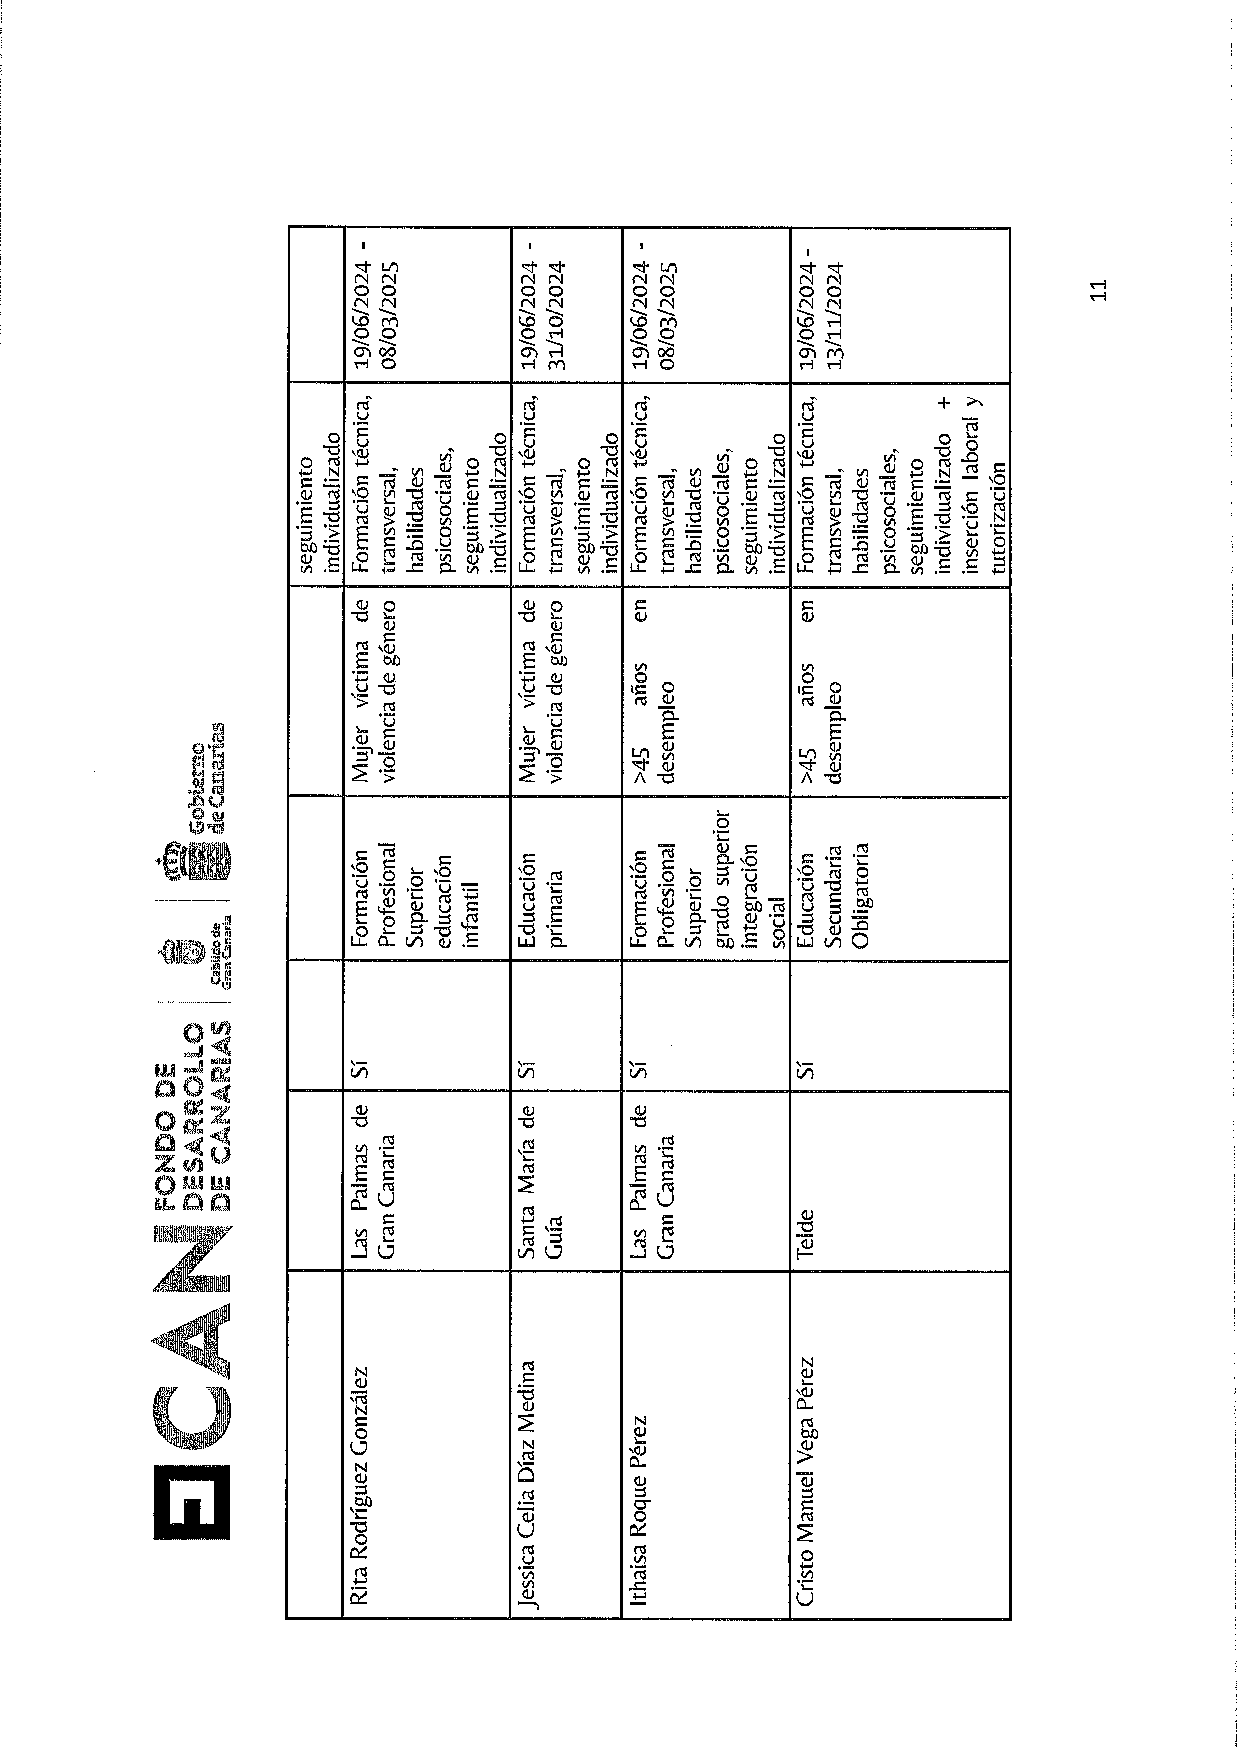 CAN
FONDO DE
DESARROLLO
DE CANARIAS
Cabildo de
Gran Canaria
Gobierno
de Canarias
seguimiento
individualizado
Rita Rodríguez González
Las Palmas de
Gran Canaria
Sí
Formación
Profesional
Superior
educación
infantil
Mujer víctima de
violencia de género
Formación técnica,
transversal,
habilidades
psicosociales,
seguimiento
individualizado
19/06/2024 -
08/03/2025
Jessica Celia Díaz Medina
Santa María de
Guía
Sí
Educación
primaria
Mujer víctima de
violencia de género
Formación técnica,
transversal,
seguimiento
individualizado
19/06/2024 -
31/10/2024
Ithaisa Roque Pérez
Las Palmas de
Gran Canaria
Sí
Formación
Profesional
Superior
grado superior
integración
social
>45 años en
desempleo
Formación técnica,
transversal,
habilidades
psicosociales,
seguimiento
individualizado
19/06/2024 -
08/03/2025
Cristo Manuel Vega Pérez
Telde
Sí
Educación
Secundaria
Obligatoria
>45 años en
desempleo
Formación técnica,
transversal,
habilidades
psicosociales,
seguimiento
individualizado +
inserción laboral y
tutorización
19/06/2024 -
13/11/2024
11